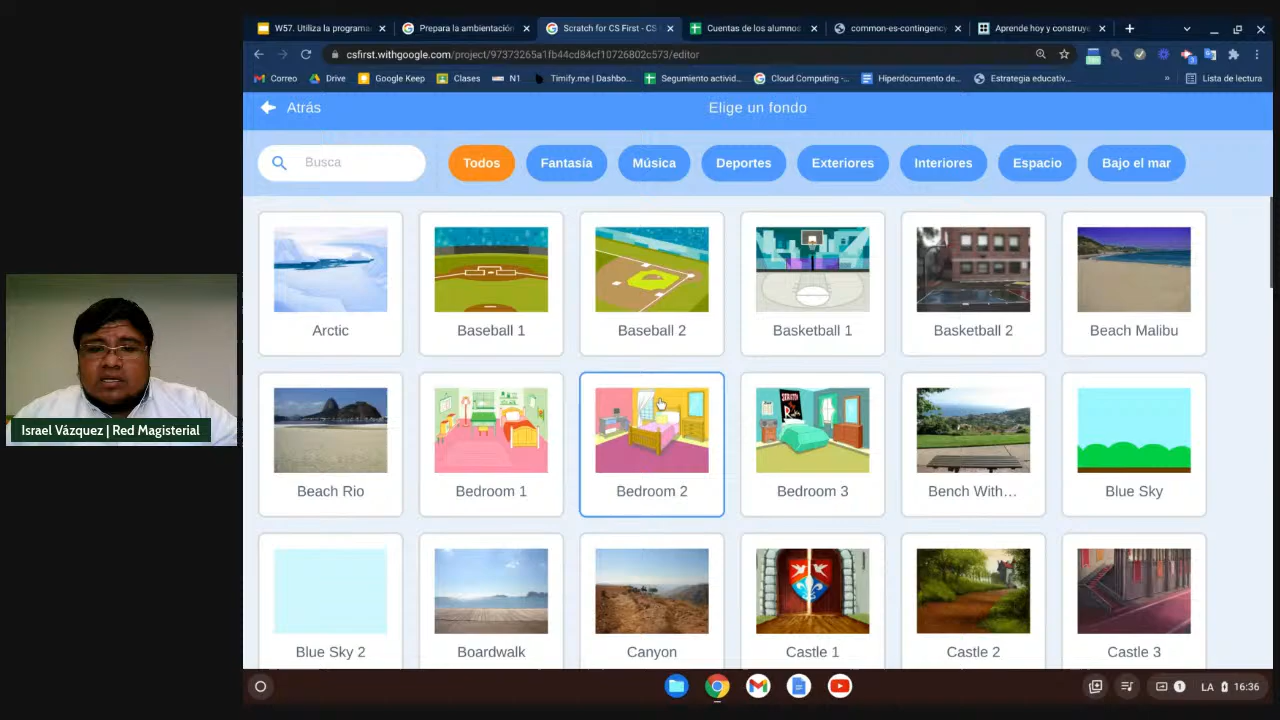 W57. Utiliza la programa
Prepara la ambientación
Scratch for CS First - CS
Cuentas de los alumnos
common-es-contingency
Aprende hoy y construye
csfirst.withgoogle.com/project/97373265a1fb44cd84cf10726802c573/editor
Correo
Drive
Google Keep
Clases
N1
Timify.me | Dashbo...
Seguimiento activid...
Cloud Computing -...
Hiperdocumento de...
Estrategia educativ...
»
Lista de lectura
Atrás
Elige un fondo
Busca
Todos
Fantasía
Música
Deportes
Exteriores
Interiores
Espacio
Bajo el mar
Arctic
Baseball 1
Baseball 2
Basketball 1
Basketball 2
Beach Malibu
Beach Rio
Bedroom 1
Bedroom 2
Bedroom 3
Bench With...
Blue Sky
Blue Sky 2
Boardwalk
Canyon
Castle 1
Castle 2
Castle 3
Israel Vázquez | Red Magisterial
1
LA
16:36